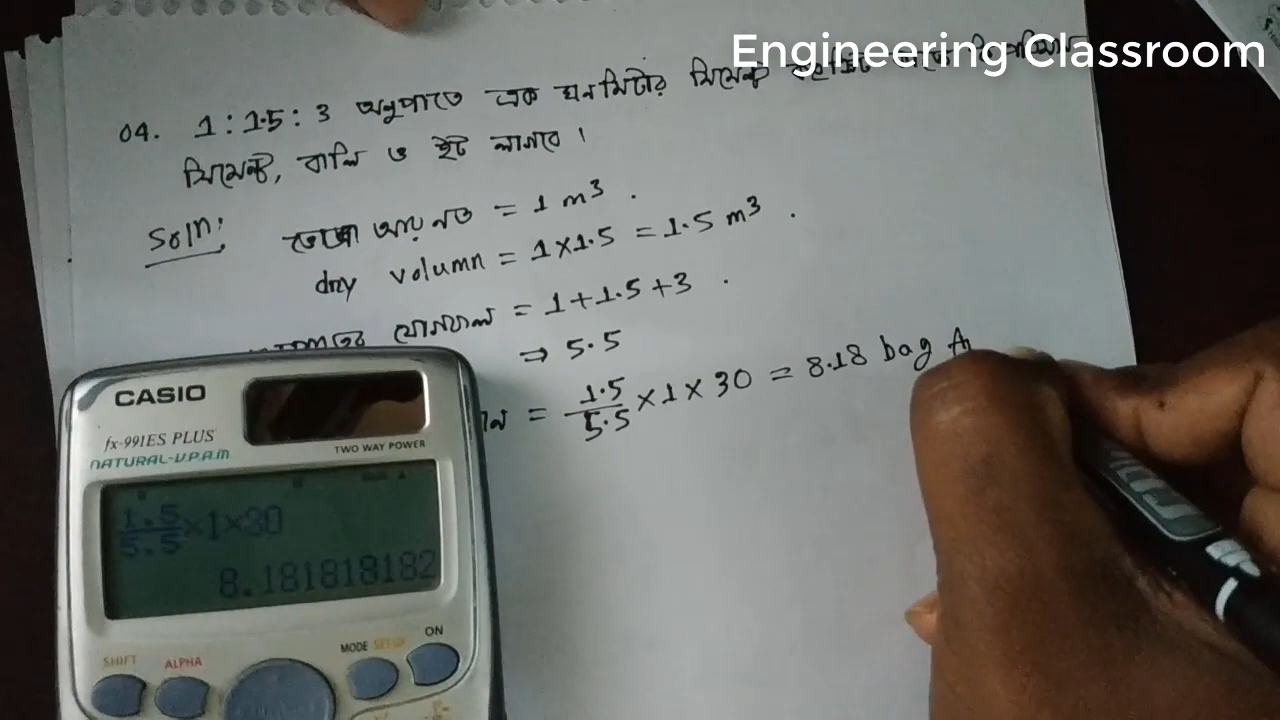 Engineering Classroom
04. 1 : 1.5 : 3 অনুপাতে এক ঘনমিটার সিমেন্ট
সিমেন্ট, বালি ও ইট লাগবে ।
Soln: ভেজা আয়তন = 1 m³ .
dry volumn = 1×1.5 = 1.5 m³ .
যোগফল = 1+1.5+3 .
⇒ 5.5
= 1.5/5.5 ×1× 30 = 8.18 bag A
CASIO
fx-991ES PLUS
NATURAL-V.P.A.M.
TWO WAY POWER
1.5/5.5×1×30
8.181818182
SHIFT ALPHA MODE SETUP ON